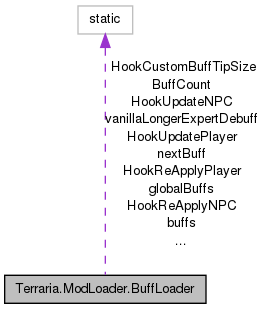 static
HookCustomBuffTipSize
BuffCount
HookUpdateNPC
vanillaLongerExpertDebuff
HookUpdatePlayer
nextBuff
HookReApplyPlayer
globalBuffs
HookReApplyNPC
buffs
...
Terraria.ModLoader.BuffLoader